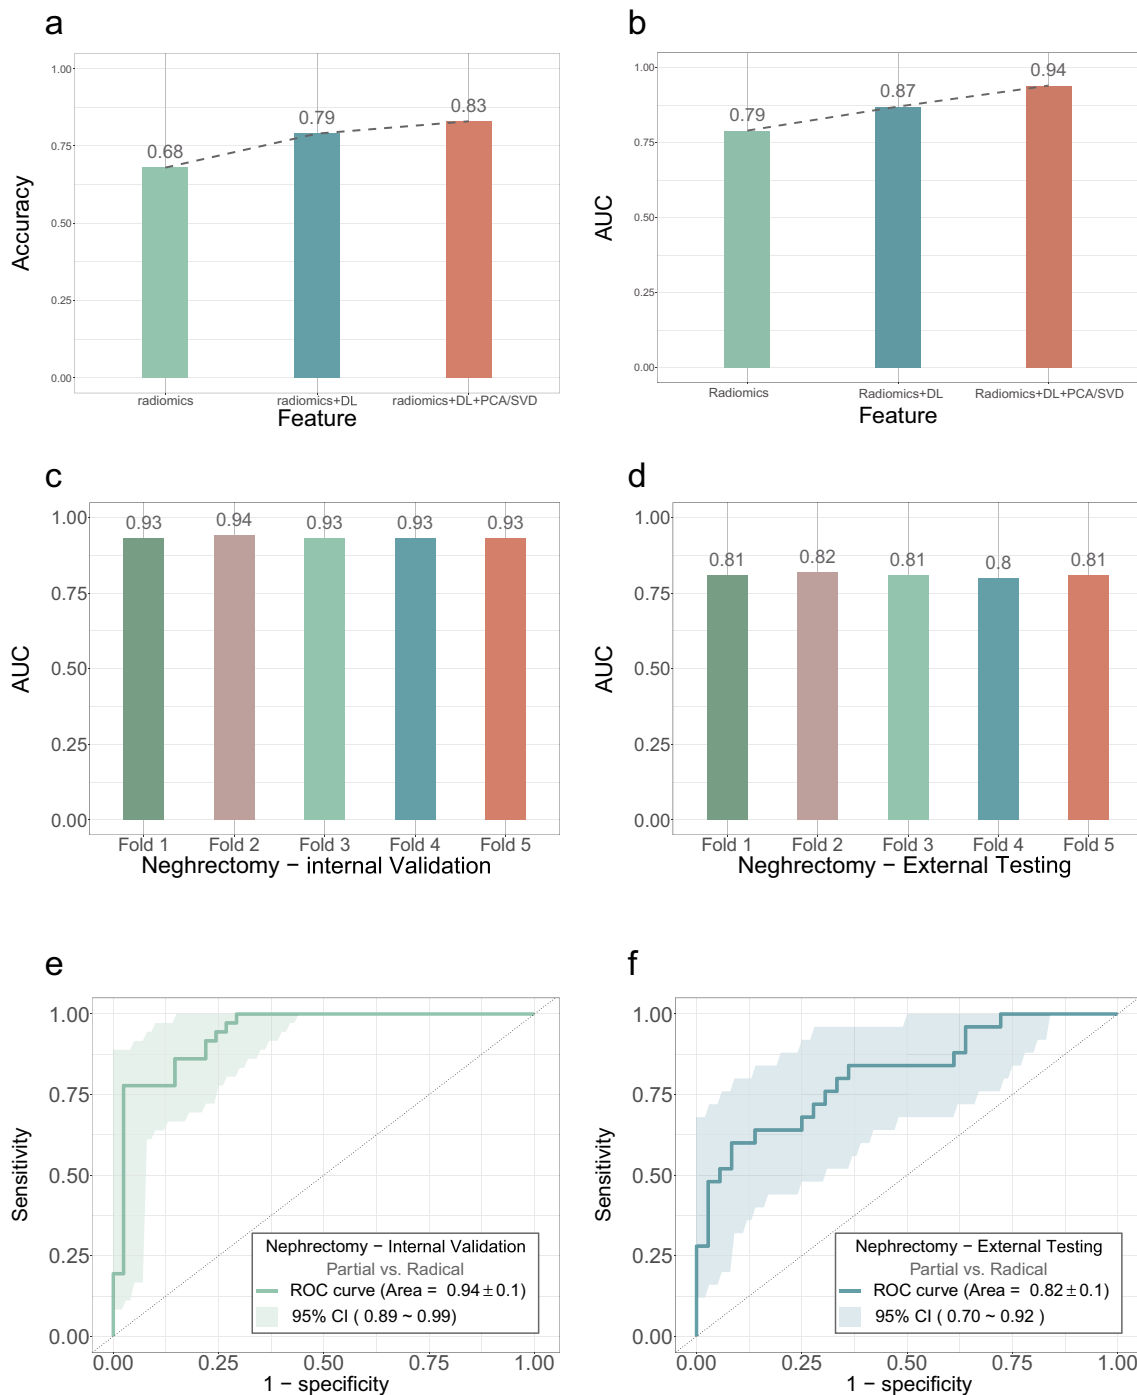 a
1.00
0.75
0.50
0.25
0.00
Accuracy
0.68
0.79
0.83
radiomics
radiomics+DL
radiomics+DL+PCA/SVD
Feature
b
1.00
0.75
0.50
0.25
0.00
AUC
0.79
0.87
0.94
Radiomics
Radiomics+DL
Radiomics+DL+PCA/SVD
Feature
c
1.00
0.75
0.50
0.25
0.00
AUC
0.93
0.94
0.93
0.93
0.93
Fold 1
Fold 2
Fold 3
Fold 4
Fold 5
Neghrectomy − internal Validation
d
1.00
0.75
0.50
0.25
0.00
AUC
0.81
0.82
0.81
0.8
0.81
Fold 1
Fold 2
Fold 3
Fold 4
Fold 5
Neghrectomy − External Testing
e
1.00
0.75
0.50
0.25
0.00
Sensitivity
Nephrectomy − Internal Validation
Partial vs. Radical
ROC curve (Area = 0.94 ± 0.1)
95% CI ( 0.89 ~ 0.99)
0.00
0.25
0.50
0.75
1.00
1 − specificity
f
1.00
0.75
0.50
0.25
0.00
Sensitivity
Nephrectomy − External Testing
Partial vs. Radical
ROC curve (Area = 0.82 ± 0.1)
95% CI ( 0.70 ~ 0.92 )
0.00
0.25
0.50
0.75
1.00
1 − specificity